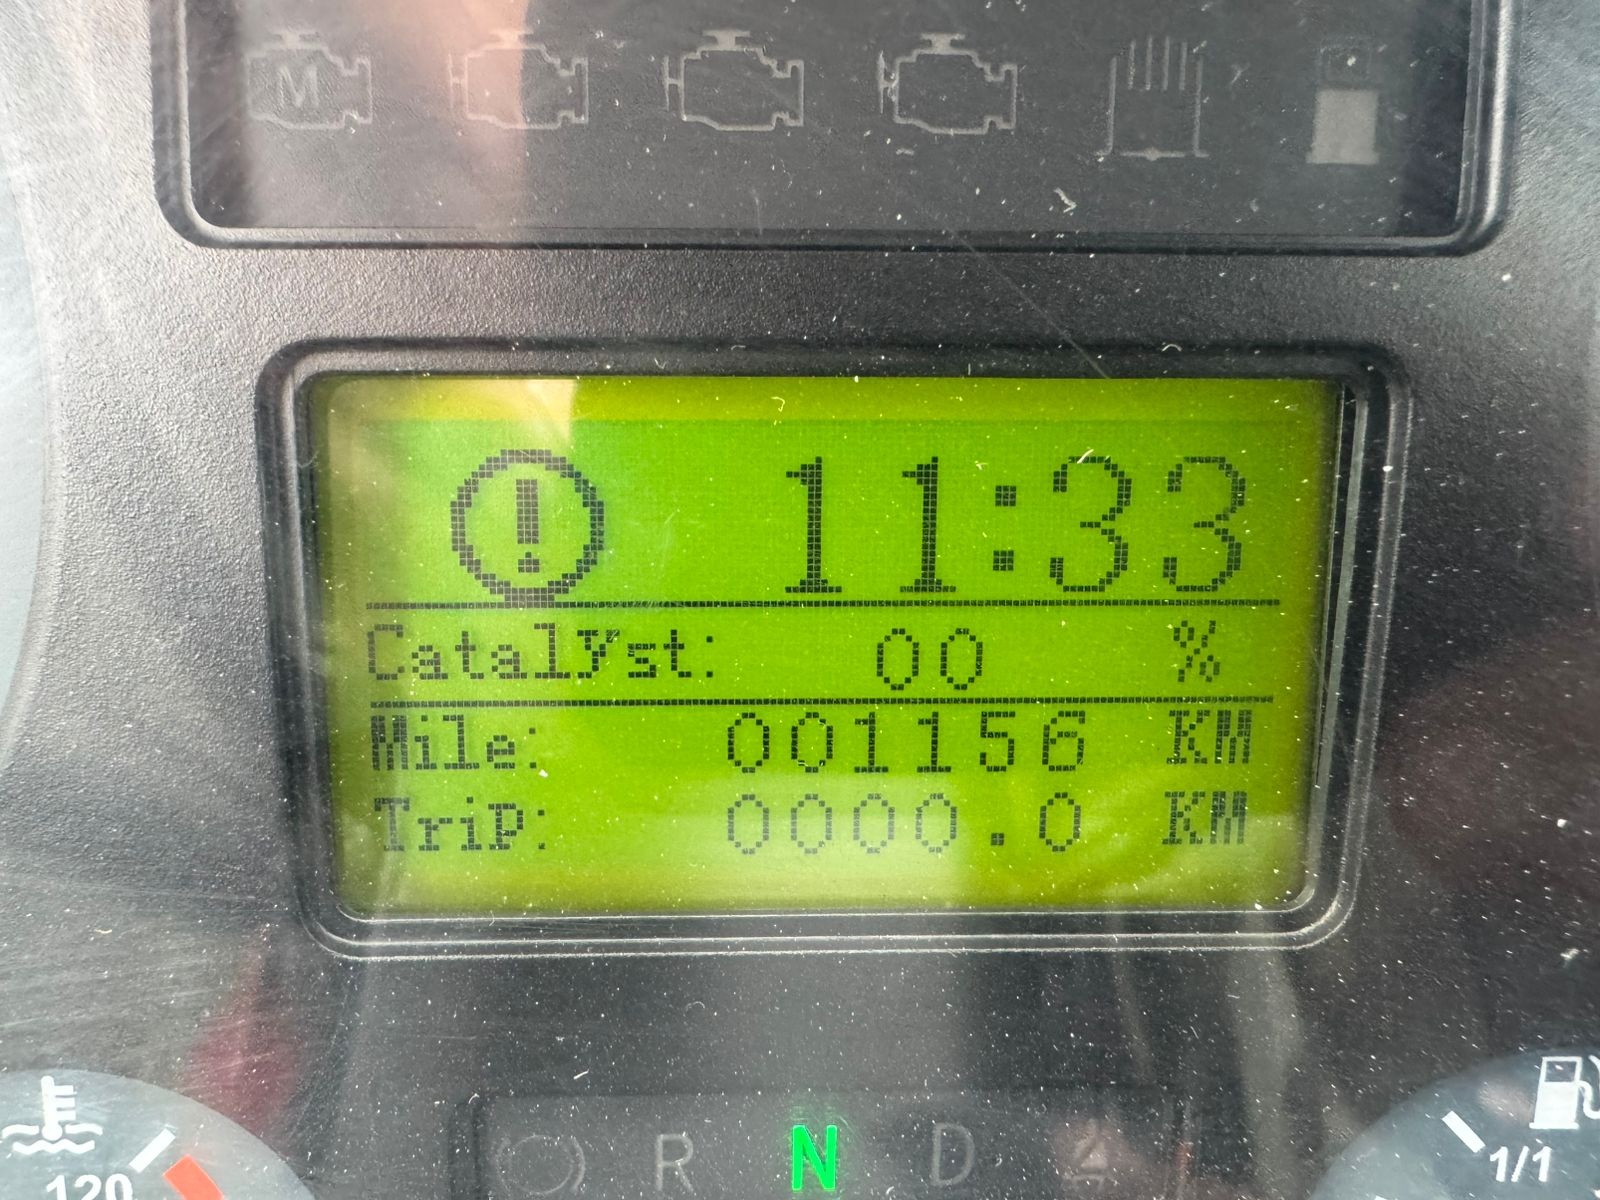 M
11:33
Catalyst: 00 %
Mile: 001156 KM
Trip: 0000.0 KM
R N D
120
1/1